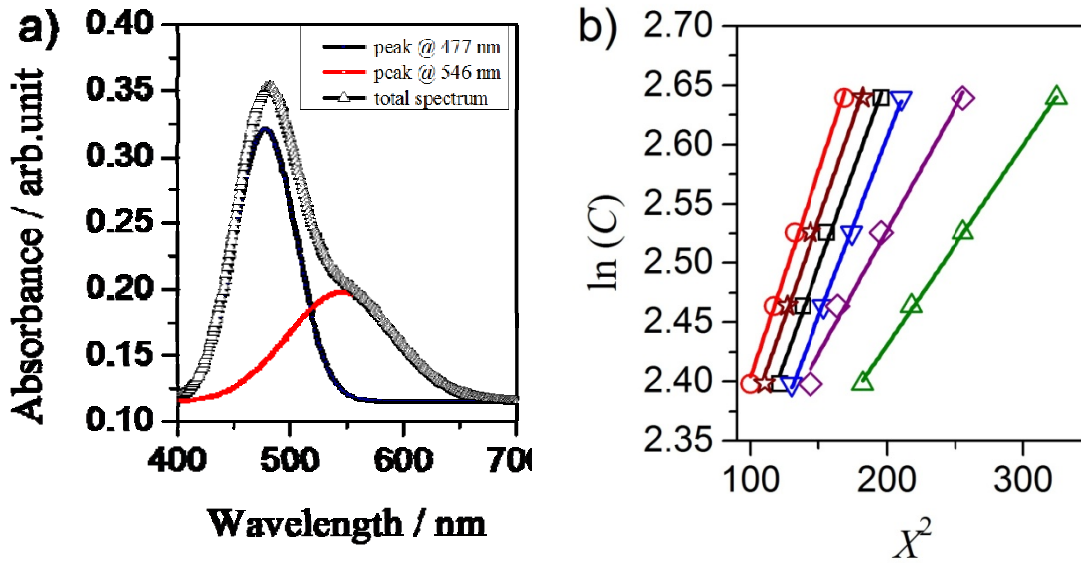 a)
0.40
0.35
0.30
0.25
0.20
0.15
0.10
Absorbance / arb.unit
peak @ 477 nm
peak @ 546 nm
total spectrum
400 500 600 700
Wavelength / nm
b)
2.70
2.65
2.60
2.55
2.50
2.45
2.40
2.35
ln (C)
100 200 300
X²